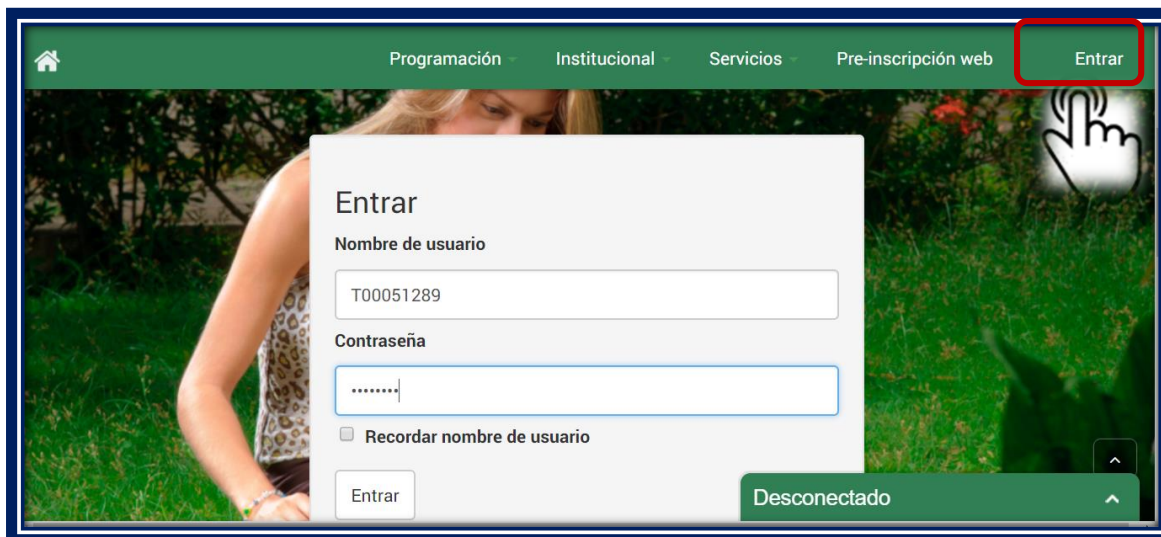 Programación Institucional Servicios Pre-inscripción web Entrar
Entrar
Nombre de usuario
T00051289
Contraseña
••••••••
Recordar nombre de usuario
Entrar
Desconectado